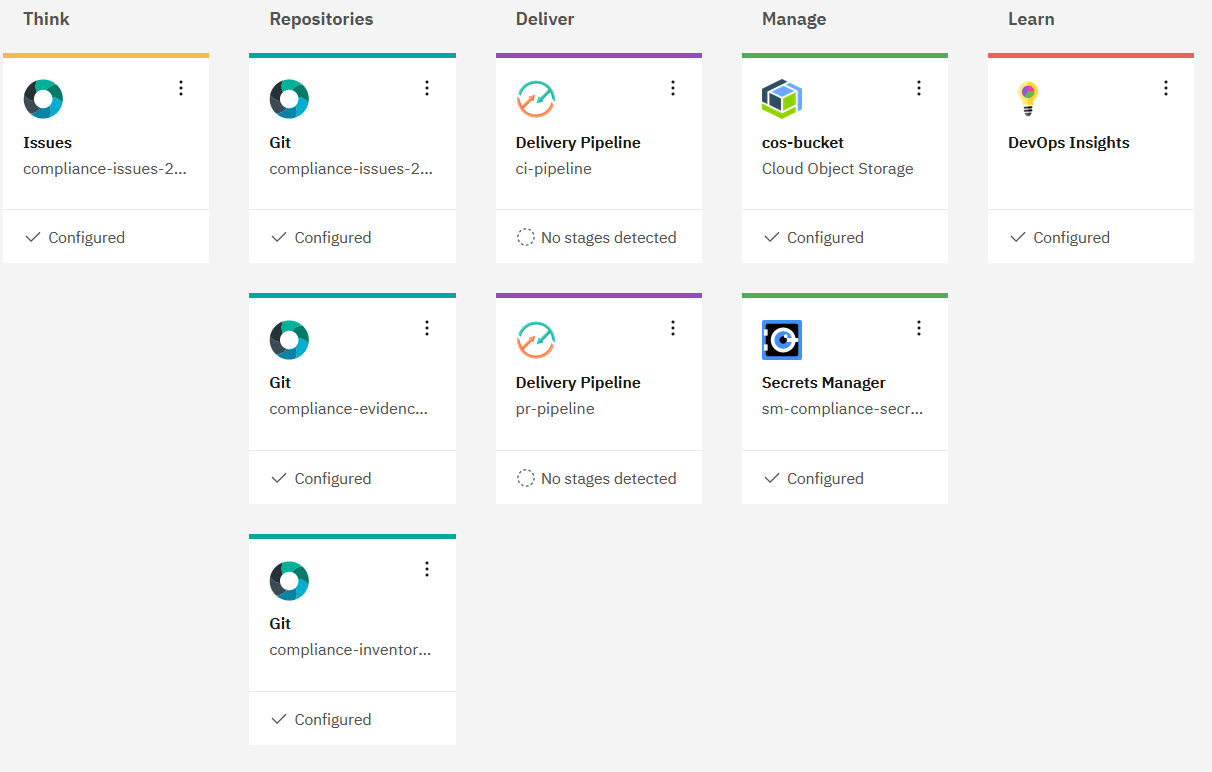 Think
Issues
compliance-issues-2...
Configured
Repositories
Git
compliance-issues-2...
Configured
Git
compliance-evidenc...
Configured
Git
compliance-inventor...
Configured
Deliver
Delivery Pipeline
ci-pipeline
No stages detected
Delivery Pipeline
pr-pipeline
No stages detected
Manage
cos-bucket
Cloud Object Storage
Configured
Secrets Manager
sm-compliance-secr...
Configured
Learn
DevOps Insights
Configured